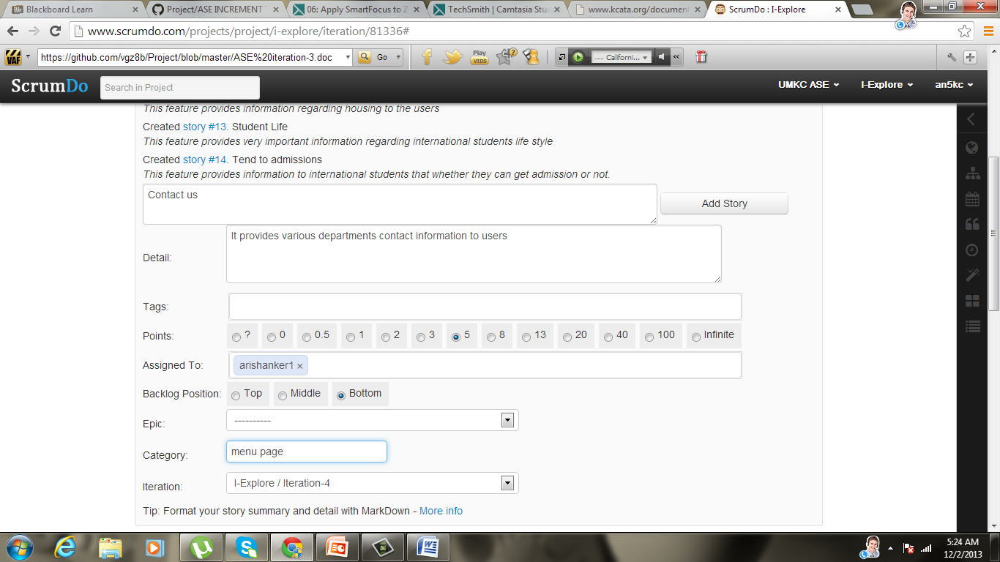 Blackboard Learn
Project/ASE INCREMENT
06: Apply SmartFocus to Z
TechSmith | Camtasia Stu
www.kcata.org/document
ScrumDo : I-Explore
www.scrumdo.com/projects/project/i-explore/iteration/81336#
VAF
https://github.com/vgz8b/Project/blob/master/ASE%20iteration-3.doc
Go
Play
VIDS
..... Californi...
ScrumDo
Search in Project
UMKC ASE
I-Explore
an5kc
This feature provides information regarding housing to the users
Created story #13. Student Life
This feature provides very important information regarding international students life style
Created story #14. Tend to admissions
This feature provides information to international students that whether they can get admission or not.
Contact us
Add Story
Detail:
It provides various departments contact information to users
Tags:
Points:
? 0 0.5 1 2 3 5 8 13 20 40 100 Infinite
Assigned To:
arishanker1 ×
Backlog Position:
Top Middle Bottom
Epic:
----------
Category:
menu page
Iteration:
I-Explore / Iteration-4
Tip: Format your story summary and detail with MarkDown - More info
5:24 AM
12/2/2013